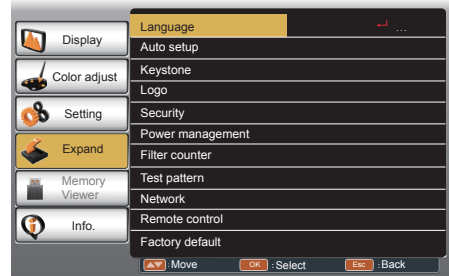 Display
Color adjust
Setting
Expand
Memory
Viewer
Info.
Language ...
Auto setup
Keystone
Logo
Security
Power management
Filter counter
Test pattern
Network
Remote control
Factory default
:Move OK :Select Esc :Back